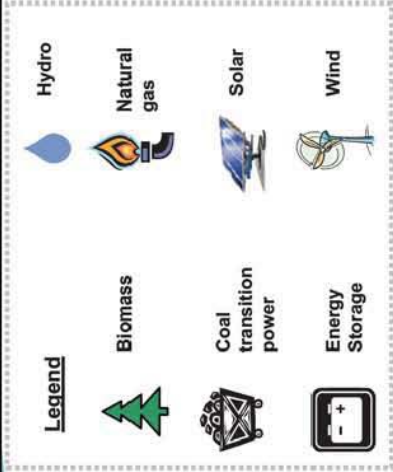 Legend
Hydro
Biomass
Natural
gas
Coal
transition
power
Solar
Energy
Storage
Wind
- +